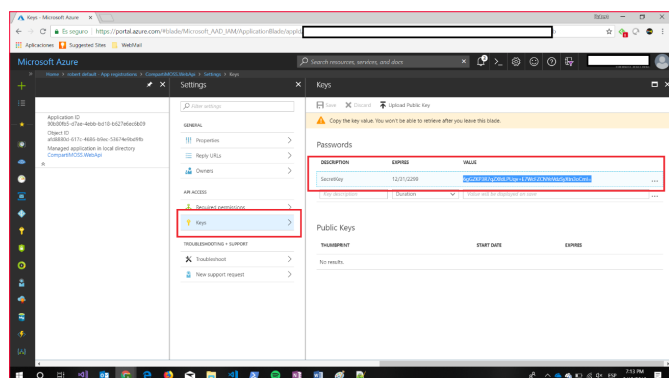 Keys - Microsoft Azure
Es seguro
https://portal.azure.com/#blade/Microsoft_AAD_IAM/ApplicationBlade/appId
Aplicaciones
Suggested Sites
WebMail
Microsoft Azure
Search resources, services, and docs
Settings
Keys
Filter settings
Save
Discard
Upload Public Key
Copy the key value. You won't be able to retrieve after you leave this blade.
Application ID
Object ID
Managed application in local directory
CompartiMOSS.WebApi
GENERAL
Properties
Reply URLs
Owners
API ACCESS
Required permissions
Keys
TROUBLESHOOTING + SUPPORT
Troubleshoot
New support request
Passwords
DESCRIPTION
EXPIRES
VALUE
SecretKey
12/31/2299
Key description
Duration
Value will be displayed on save
Public Keys
THUMBPRINT
START DATE
EXPIRES
No results.
ESP
7:13 PM